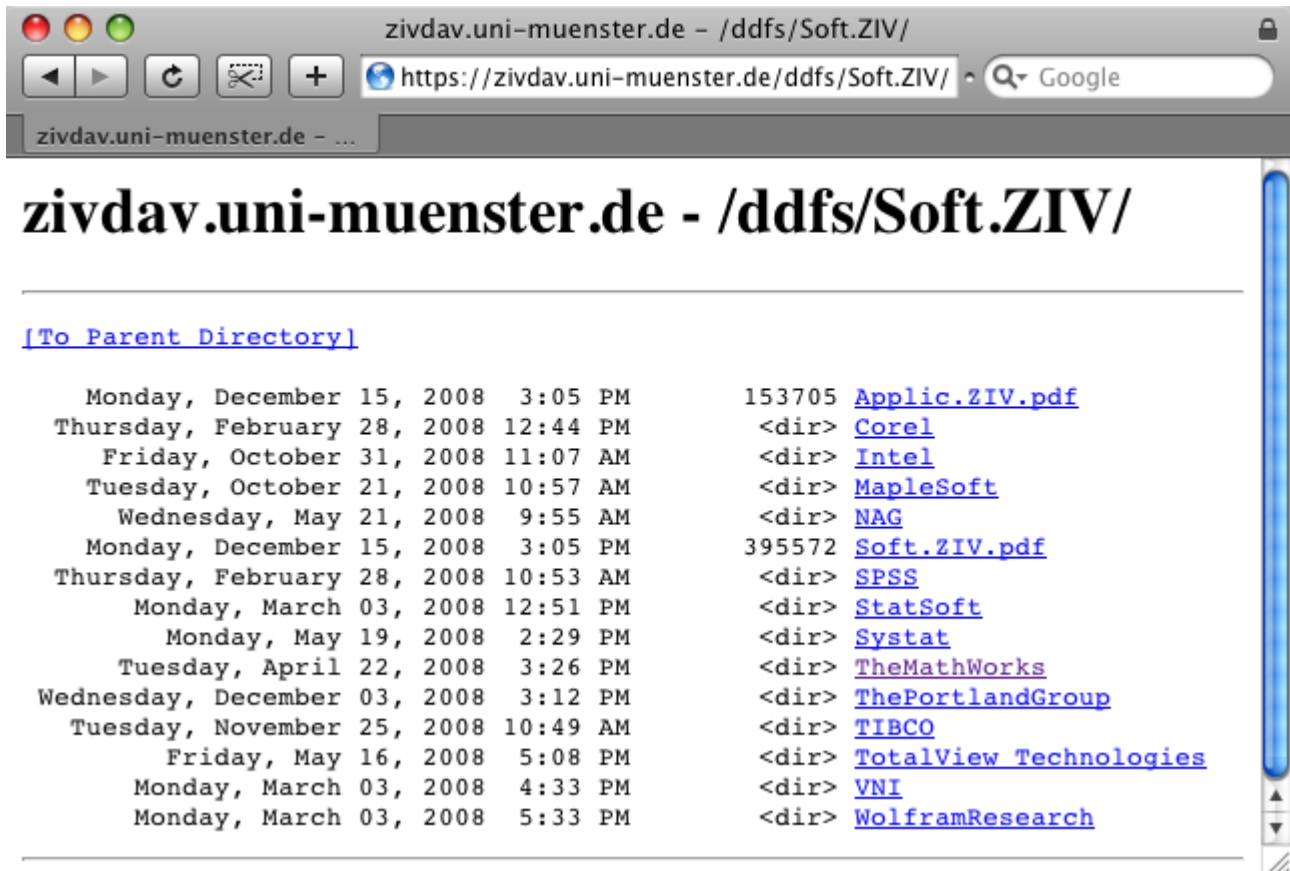 zivdav.uni-muenster.de – /ddfs/Soft.ZIV/
https://zivdav.uni-muenster.de/ddfs/Soft.ZIV/ Google
zivdav.uni-muenster.de – ...
zivdav.uni-muenster.de - /ddfs/Soft.ZIV/
[To Parent Directory]
Monday, December 15, 2008 3:05 PM 153705 Applic.ZIV.pdf
Thursday, February 28, 2008 12:44 PM <dir> Corel
Friday, October 31, 2008 11:07 AM <dir> Intel
Tuesday, October 21, 2008 10:57 AM <dir> MapleSoft
Wednesday, May 21, 2008 9:55 AM <dir> NAG
Monday, December 15, 2008 3:05 PM 395572 Soft.ZIV.pdf
Thursday, February 28, 2008 10:53 AM <dir> SPSS
Monday, March 03, 2008 12:51 PM <dir> StatSoft
Monday, May 19, 2008 2:29 PM <dir> Systat
Tuesday, April 22, 2008 3:26 PM <dir> TheMathWorks
Wednesday, December 03, 2008 3:12 PM <dir> ThePortlandGroup
Tuesday, November 25, 2008 10:49 AM <dir> TIBCO
Friday, May 16, 2008 5:08 PM <dir> TotalView Technologies
Monday, March 03, 2008 4:33 PM <dir> VNI
Monday, March 03, 2008 5:33 PM <dir> WolframResearch